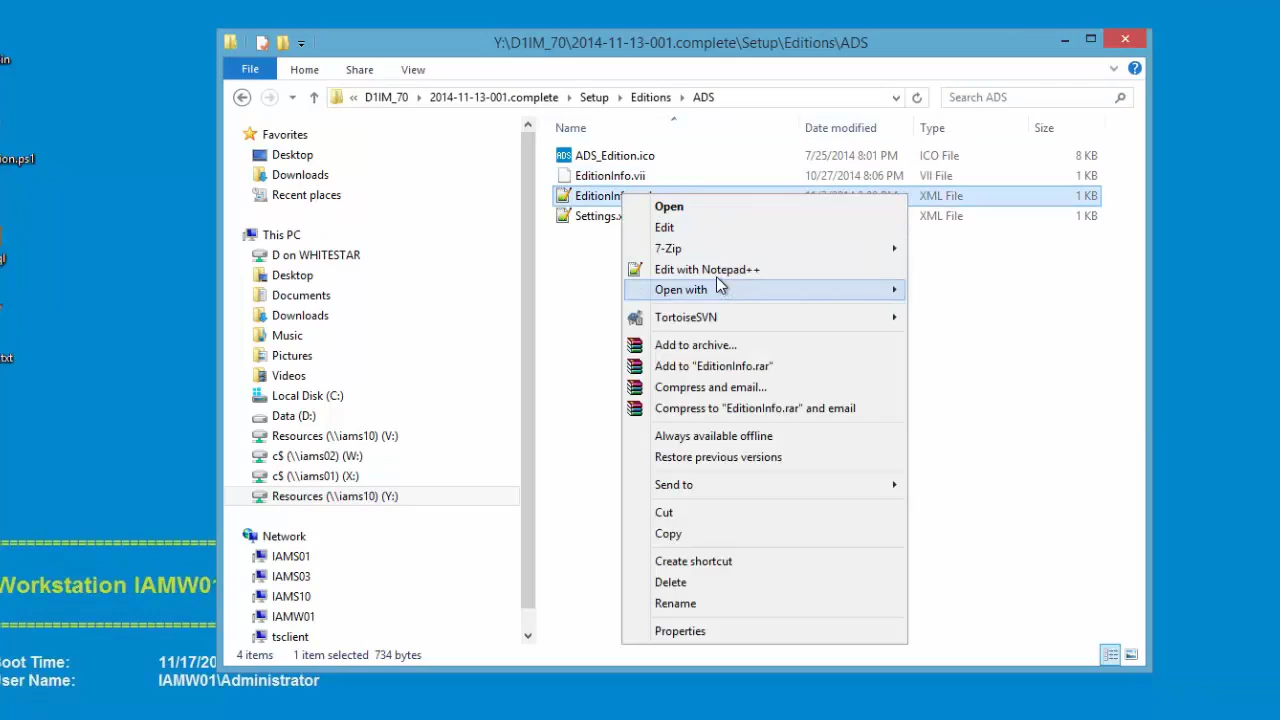 in
ion.ps1
ql
txt
Workstation IAMW01
Boot Time: 11/17/20
User Name: IAMW01\Administrator
Y:\D1IM_70\2014-11-13-001.complete\Setup\Editions\ADS
File Home Share View
« D1IM_70 2014-11-13-001.complete Setup Editions ADS
Search ADS
Name Date modified Type Size
ADS_Edition.ico 7/25/2014 8:01 PM ICO File 8 KB
EditionInfo.vii 10/27/2014 8:06 PM VII File 1 KB
EditionInf XML File 1 KB
Settings.x XML File 1 KB
Favorites
Desktop
Downloads
Recent places
This PC
D on WHITESTAR
Desktop
Documents
Downloads
Music
Pictures
Videos
Local Disk (C:)
Data (D:)
Resources (\\iams10) (V:)
c$ (\\iams02) (W:)
c$ (\\iams01) (X:)
Resources (\\iams10) (Y:)
Network
IAMS01
IAMS03
IAMS10
IAMW01
tsclient
Open
Edit
7-Zip
Edit with Notepad++
Open with
TortoiseSVN
Add to archive...
Add to "EditionInfo.rar"
Compress and email...
Compress to "EditionInfo.rar" and email
Always available offline
Restore previous versions
Send to
Cut
Copy
Create shortcut
Delete
Rename
Properties
4 items 1 item selected 734 bytes